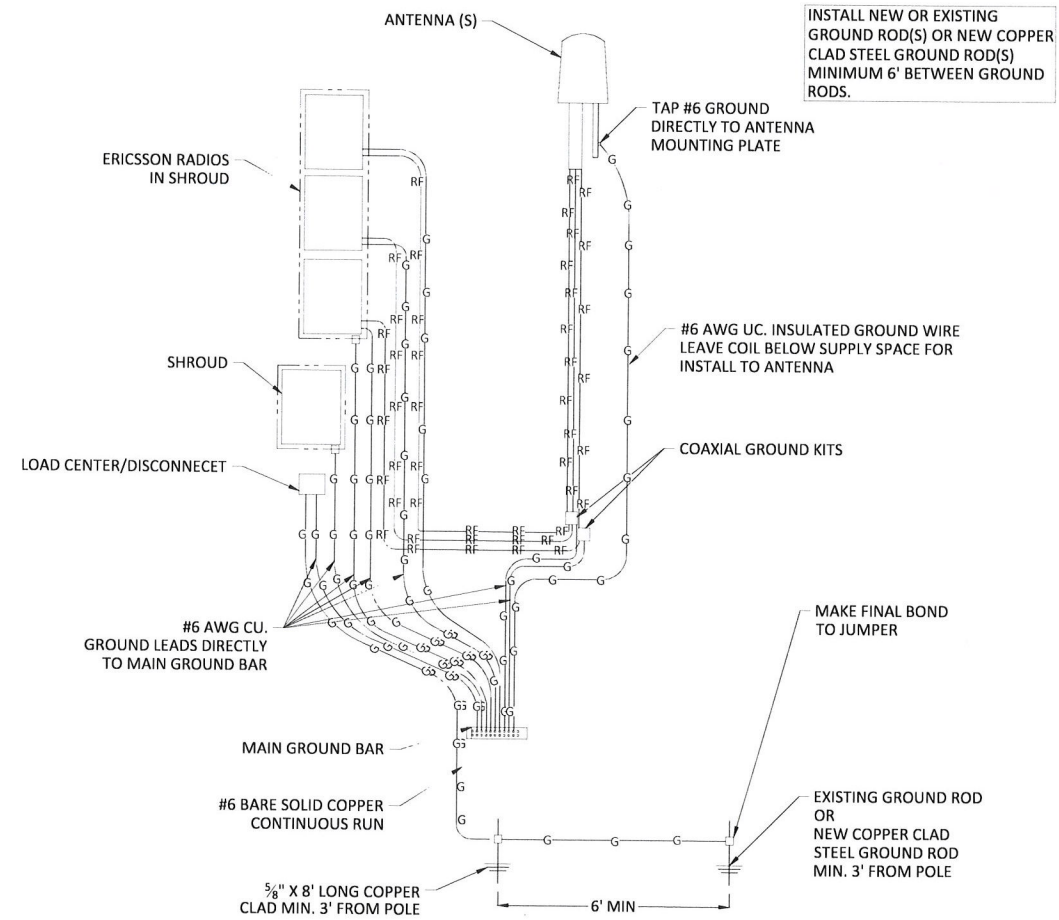 ANTENNA (S)
INSTALL NEW OR EXISTING
GROUND ROD(S) OR NEW COPPER
CLAD STEEL GROUND ROD(S)
MINIMUM 6' BETWEEN GROUND
RODS.
TAP #6 GROUND
DIRECTLY TO ANTENNA
MOUNTING PLATE
ERICSSON RADIOS
IN SHROUD
#6 AWG UC. INSULATED GROUND WIRE
LEAVE COIL BELOW SUPPLY SPACE FOR
INSTALL TO ANTENNA
SHROUD
COAXIAL GROUND KITS
LOAD CENTER/DISCONNECET
#6 AWG CU.
GROUND LEADS DIRECTLY
TO MAIN GROUND BAR
MAKE FINAL BOND
TO JUMPER
MAIN GROUND BAR
#6 BARE SOLID COPPER
CONTINUOUS RUN
EXISTING GROUND ROD
OR
NEW COPPER CLAD
STEEL GROUND ROD
MIN. 3' FROM POLE
⅝" X 8' LONG COPPER
CLAD MIN. 3' FROM POLE
6' MIN